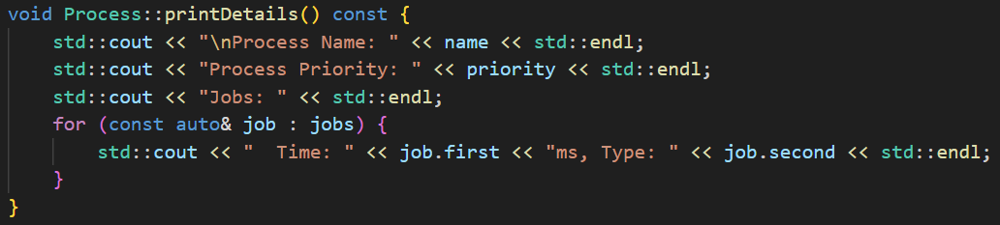 void Process::printDetails() const {
    std::cout << "\nProcess Name: " << name << std::endl;
    std::cout << "Process Priority: " << priority << std::endl;
    std::cout << "Jobs: " << std::endl;
    for (const auto& job : jobs) {
        std::cout << "  Time: " << job.first << "ms, Type: " << job.second << std::endl;
    }
}